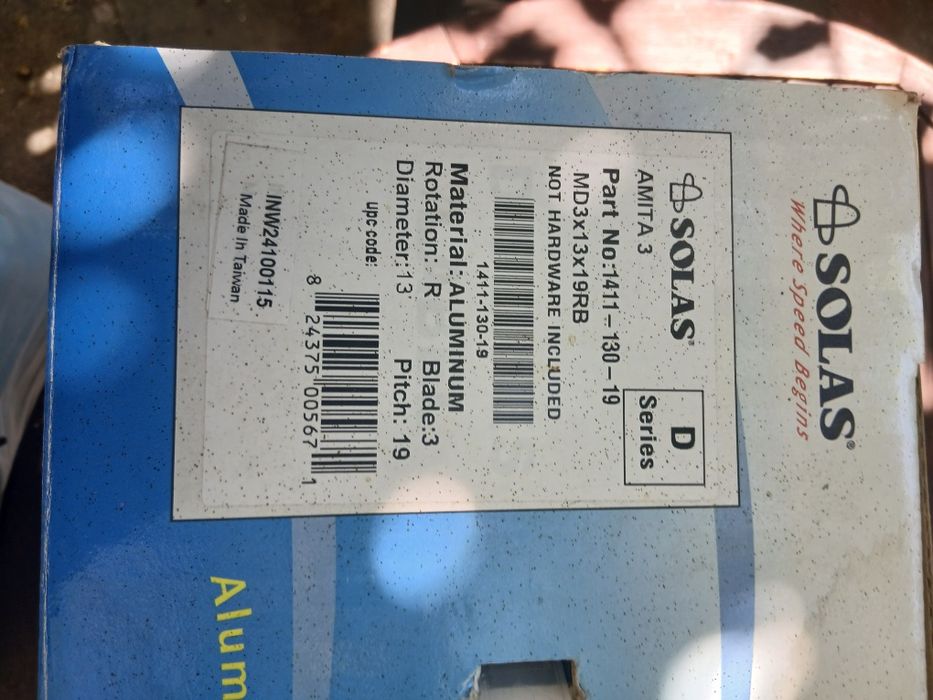 SOLAS®
Where Speed Begins
SOLAS®
D
Series
AMITA 3
Part No:1411-130-19
MD3x13x19RB
NOT HARDWARE INCLUDED
1411-130-19
Material: ALUMINUM
Rotation: R Blade:3
Diameter:13 Pitch: 19
upc-code:
8 24375 00567 1
INW24100115
Made In Taiwan
Alum